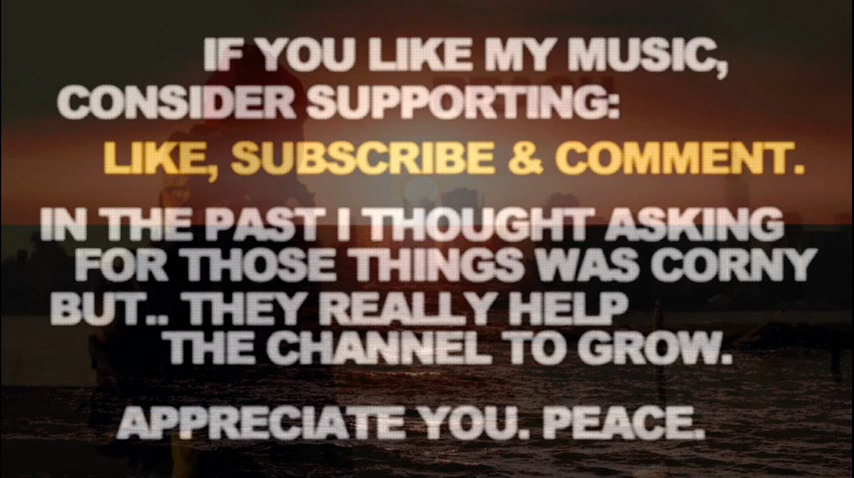 IF YOU LIKE MY MUSIC,
CONSIDER SUPPORTING:
LIKE, SUBSCRIBE & COMMENT.
IN THE PAST I THOUGHT ASKING
FOR THOSE THINGS WAS CORNY
BUT.. THEY REALLY HELP
THE CHANNEL TO GROW.
APPRECIATE YOU. PEACE.